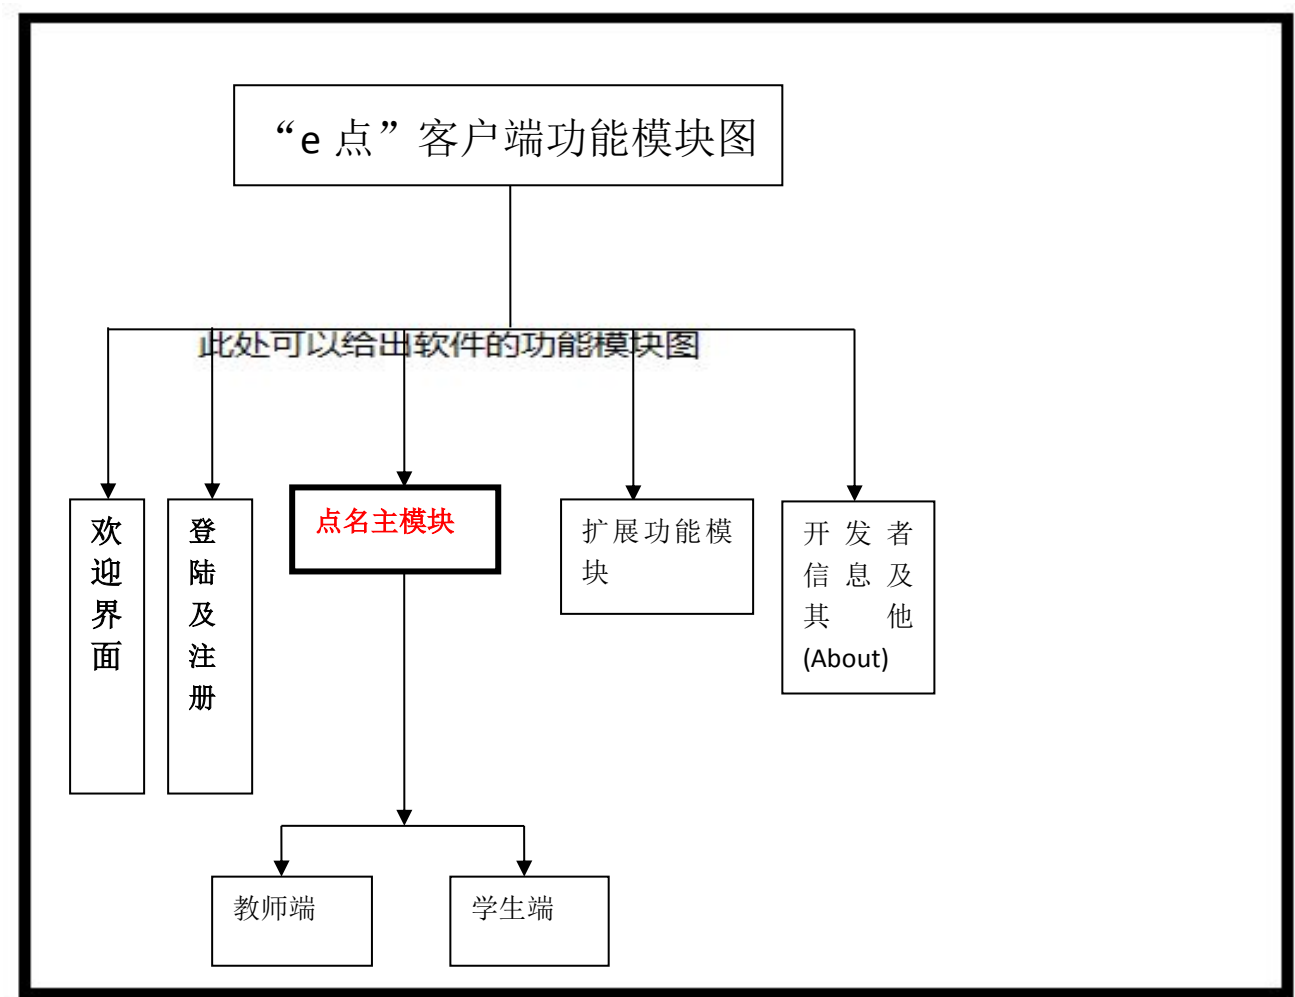 “e 点”客户端功能模块图
此处可以给出软件的功能模块图
欢
迎
界
面
登
陆
及
注
册
点名主模块
扩展功能模
块
开发者
信息及
其他
(About)
教师端
学生端